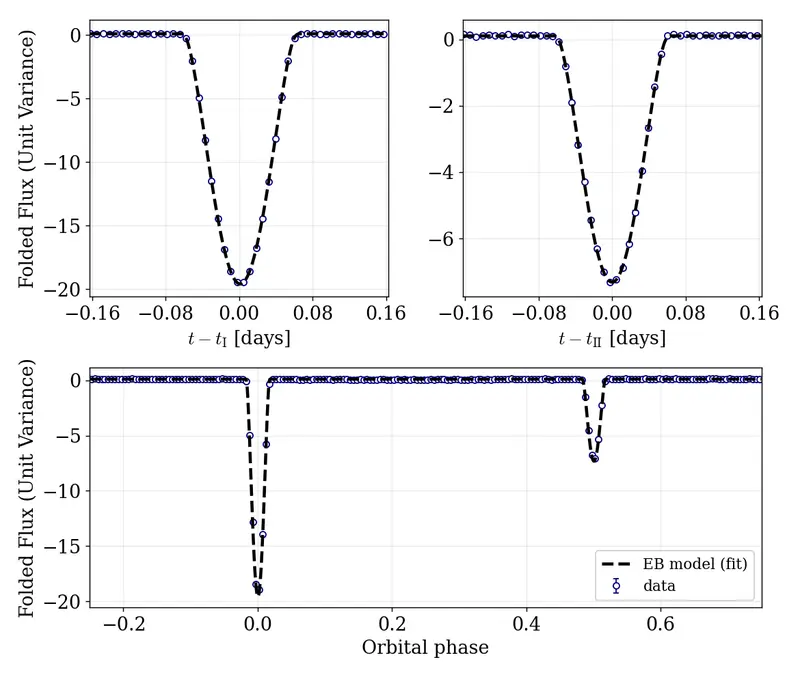 Folded Flux (Unit Variance)
0
−5
−10
−15
−20
−0.16 −0.08 0.00 0.08 0.16
t − t_I [days]
0
−2
−4
−6
−0.16 −0.08 0.00 0.08 0.16
t − t_II [days]
Folded Flux (Unit Variance)
0
−5
−10
−15
−20
−0.2 0.0 0.2 0.4 0.6
Orbital phase
EB model (fit)
data